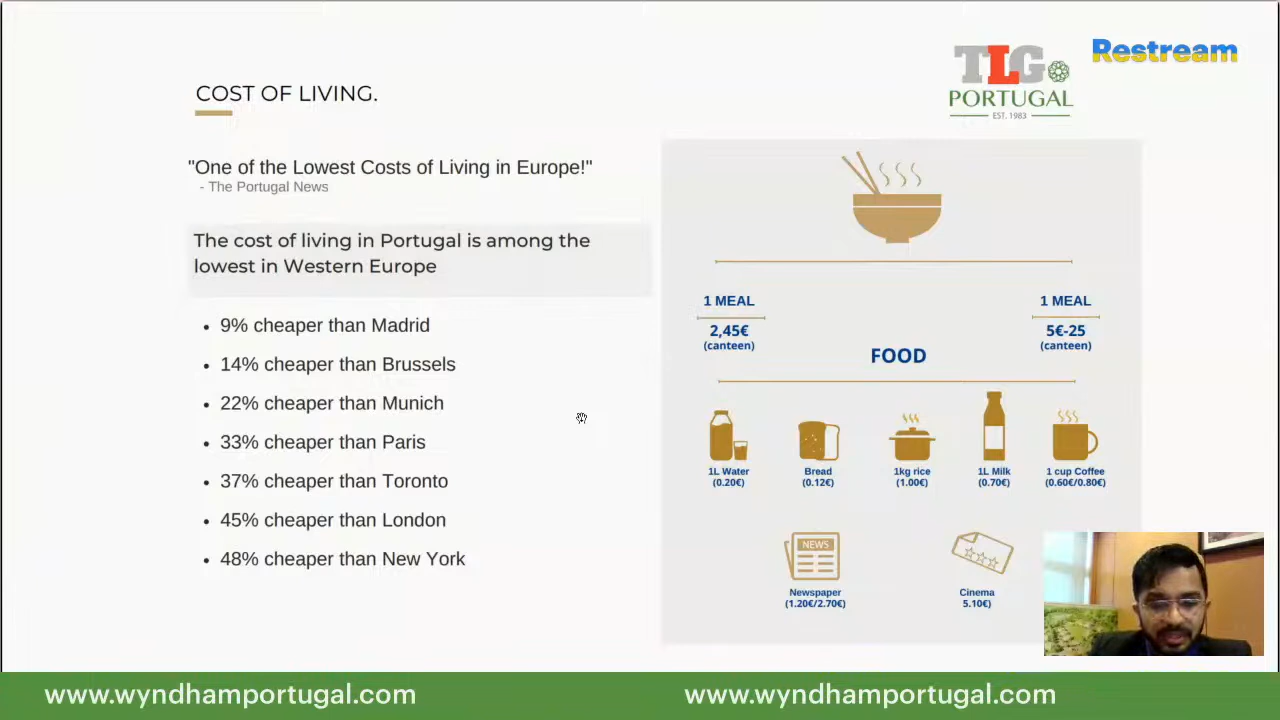 TLG
PORTUGAL
EST. 1983
Restream
COST OF LIVING.
"One of the Lowest Costs of Living in Europe!"
- The Portugal News
The cost of living in Portugal is among the
lowest in Western Europe
• 9% cheaper than Madrid
• 14% cheaper than Brussels
• 22% cheaper than Munich
• 33% cheaper than Paris
• 37% cheaper than Toronto
• 45% cheaper than London
• 48% cheaper than New York
1 MEAL
2,45€
(canteen)
1 MEAL
5€-25
(canteen)
FOOD
1L Water
(0.20€)
Bread
(0.12€)
1kg rice
(1.00€)
1L Milk
(0.70€)
1 cup Coffee
(0.60€/0.80€)
NEWS
Newspaper
(1.20€/2.70€)
Cinema
5.10€)
www.wyndhamportugal.com
www.wyndhamportugal.com